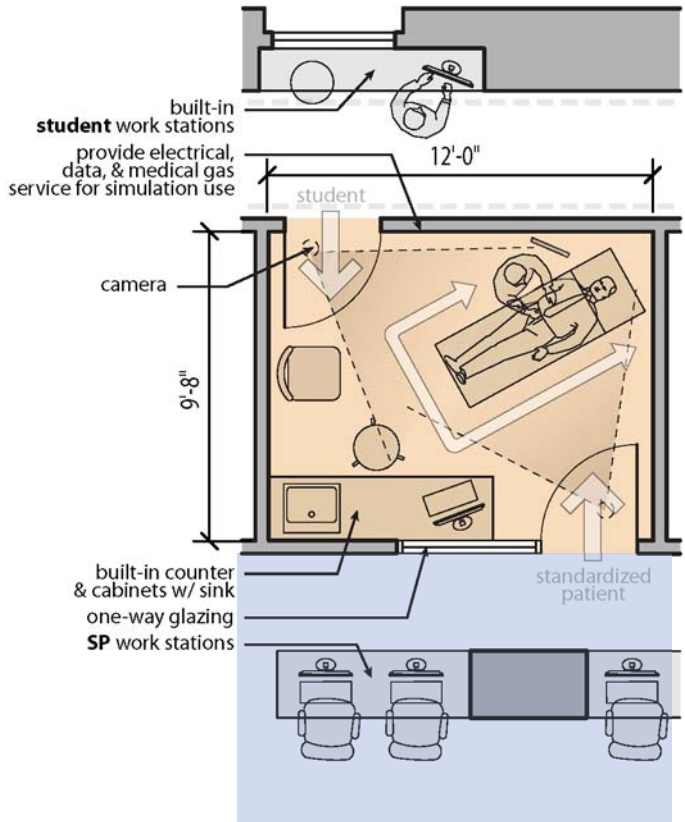 built-in
student work stations
provide electrical,
data, & medical gas
service for simulation use
12'-0"
student
camera
9'-8"
built-in counter
& cabinets w/ sink
one-way glazing
SP work stations
standardized
patient